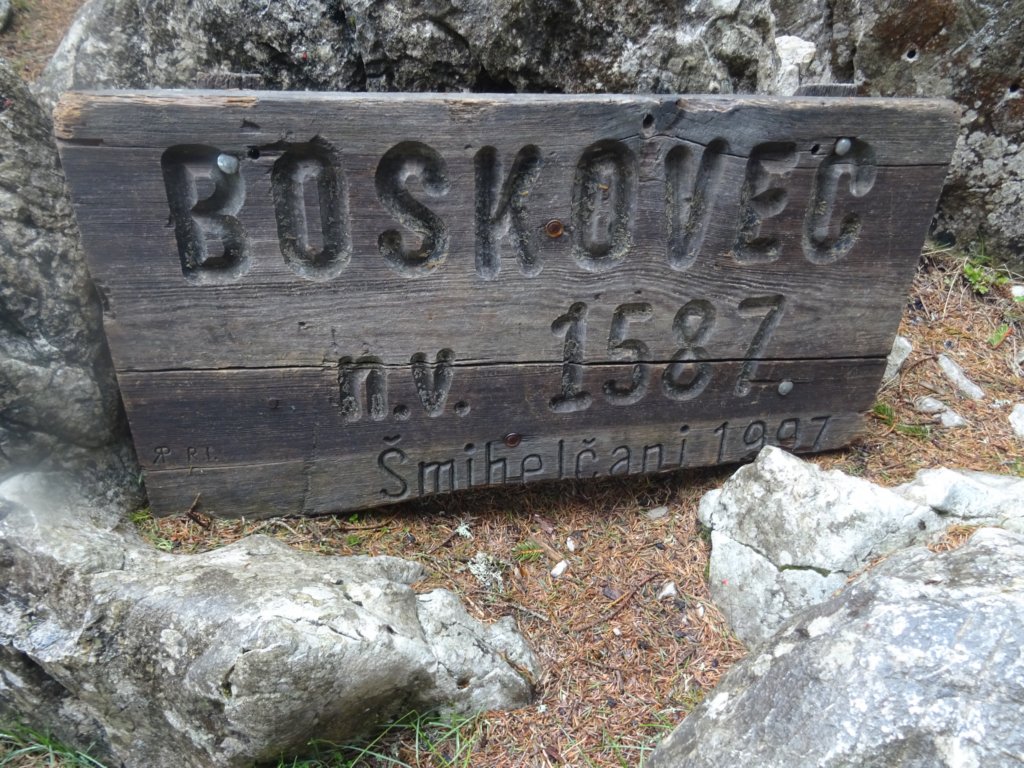 BOSKOVEC
n.v. 1587
Šmihelčani 1997